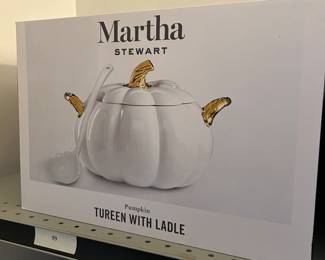 Martha
STEWART
Pumpkin
TUREEN WITH LADLE